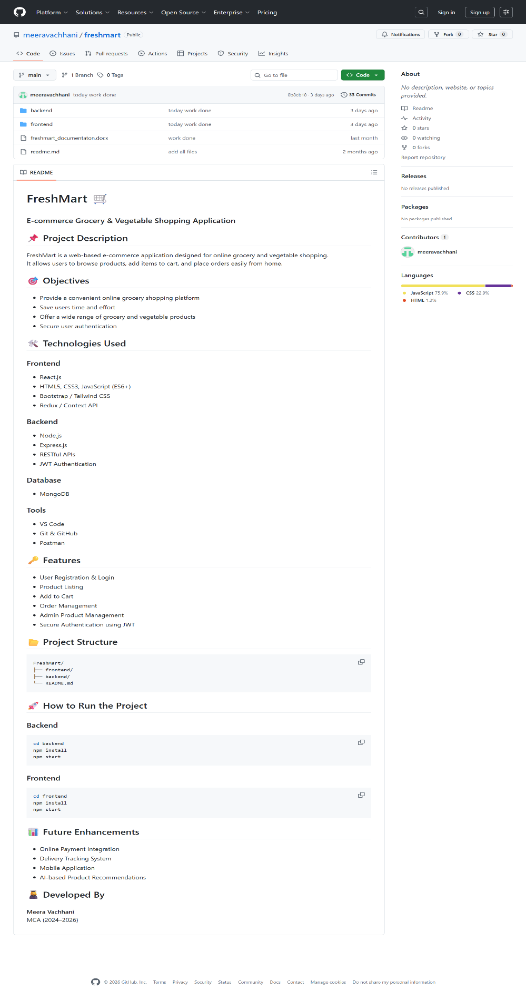 Platform Solutions Resources Open Source Enterprise Pricing Sign in Sign up
meeravachhani / freshmart Public Notifications Fork 0 Star 0
Code Issues Pull requests Actions Projects Security Insights
main 1 Branch 0 Tags Go to file Code
meeravachhani today work done 0b8eb18 · 3 days ago 33 Commits
backend today work done 3 days ago
frontend today work done 3 days ago
freshmart_documentaton.docx work done last month
readme.md add all files 2 months ago
README
FreshMart 🛒
E-commerce Grocery & Vegetable Shopping Application
📌 Project Description
FreshMart is a web-based e-commerce application designed for online grocery and vegetable shopping.
It allows users to browse products, add items to cart, and place orders easily from home.
🎯 Objectives
• Provide a convenient online grocery shopping platform
• Save users time and effort
• Offer a wide range of grocery and vegetable products
• Secure user authentication
🛠️ Technologies Used
Frontend
• React.js
• HTML5, CSS3, JavaScript (ES6+)
• Bootstrap / Tailwind CSS
• Redux / Context API
Backend
• Node.js
• Express.js
• RESTful APIs
• JWT Authentication
Database
• MongoDB
Tools
• VS Code
• Git & GitHub
• Postman
🔑 Features
• User Registration & Login
• Product Listing
• Add to Cart
• Order Management
• Admin Product Management
• Secure Authentication using JWT
📂 Project Structure
FreshMart/
├── frontend/
├── backend/
└── README.md
🚀 How to Run the Project
Backend
cd backend
npm install
npm start
Frontend
cd frontend
npm install
npm start
📊 Future Enhancements
• Online Payment Integration
• Delivery Tracking System
• Mobile Application
• AI-based Product Recommendations
👩‍🎓 Developed By
Meera Vachhani
MCA (2024–2026)
About
No description, website, or topics
provided.
Readme
Activity
0 stars
0 watching
0 forks
Report repository
Releases
No releases published
Packages
No packages published
Contributors 1
meeravachhani
Languages
JavaScript 75.9% CSS 22.9%
HTML 1.2%
© 2026 GitHub, Inc. Terms Privacy Security Status Community Docs Contact Manage cookies Do not share my personal information